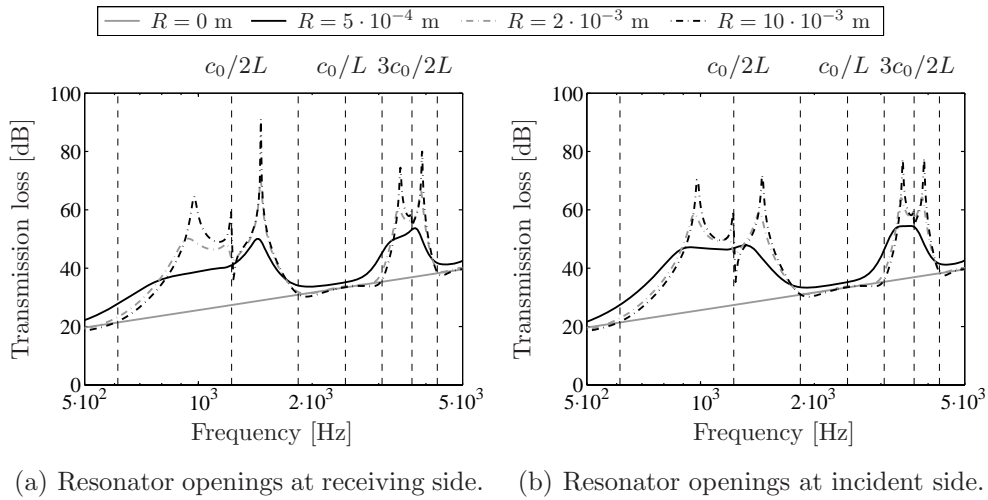 R = 0 m R = 5 · 10⁻⁴ m R = 2 · 10⁻³ m R = 10 · 10⁻³ m
c₀/2L c₀/L 3c₀/2L
c₀/2L c₀/L 3c₀/2L
Transmission loss [dB]
100
80
60
40
20
0
5·10² 10³ 2·10³ 5·10³
Frequency [Hz]
(a) Resonator openings at receiving side.
Transmission loss [dB]
100
80
60
40
20
0
5·10² 10³ 2·10³ 5·10³
Frequency [Hz]
(b) Resonator openings at incident side.